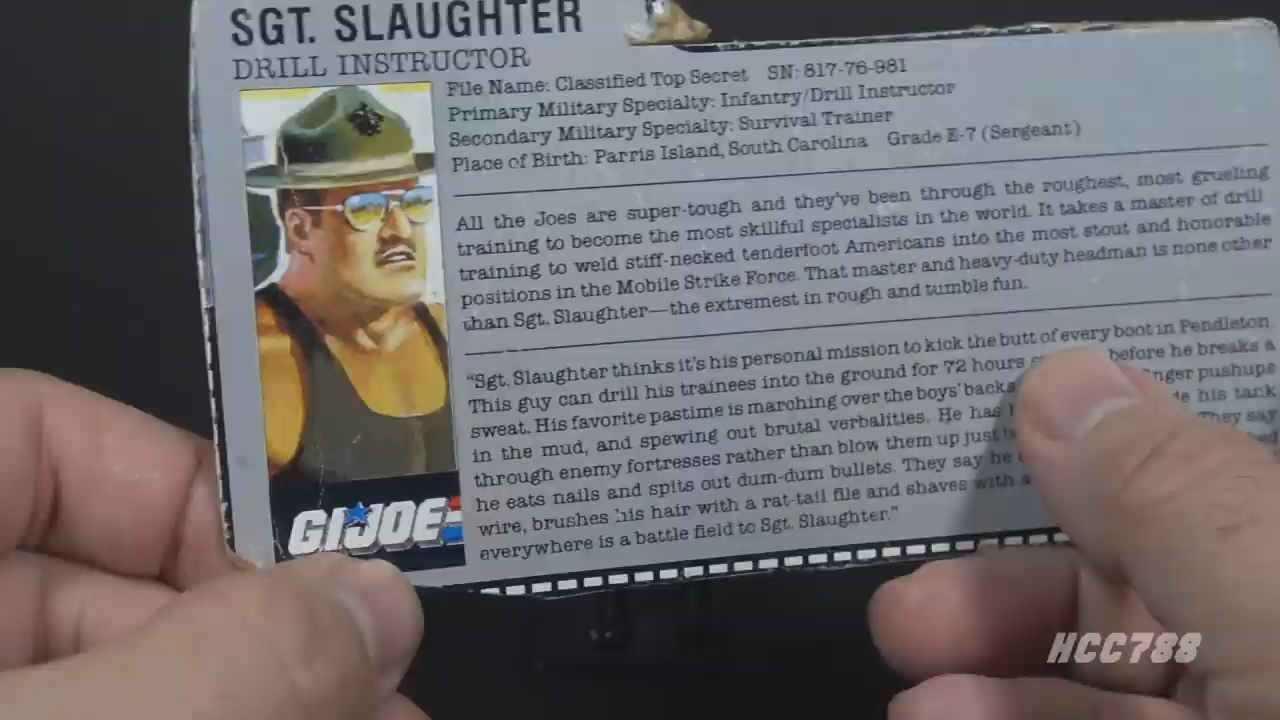 SGT. SLAUGHTER
DRILL INSTRUCTOR
File Name: Classified Top Secret SN: 817-76-981
Primary Military Specialty: Infantry/Drill Instructor
Secondary Military Specialty: Survival Trainer
Place of Birth: Parris Island, South Carolina Grade E-7 (Sergeant)
All the Joes are super-tough and they've been through the roughest, most grueling
training to become the most skillful specialists in the world. It takes a master of drill
training to weld stiff-necked tenderfoot Americans into the most stout and honorable
positions in the Mobile Strike Force. That master and heavy-duty headman is none other
than Sgt. Slaughter—the extremest in rough and tumble fun.
"Sgt. Slaughter thinks it's his personal mission to kick the butt of every boot in Pendleton.
This guy can drill his trainees into the ground for 72 hours before he breaks a
sweat. His favorite pastime is marching over the boys' backs pushups
in the mud, and spewing out brutal verbalities. He has his tank
through enemy fortresses rather than blow them up just They say
he eats nails and spits out dum-dum bullets. They say he
wire, brushes his hair with a rat-tail file and shaves with a
everywhere is a battle field to Sgt. Slaughter."
GI JOE
HCC788